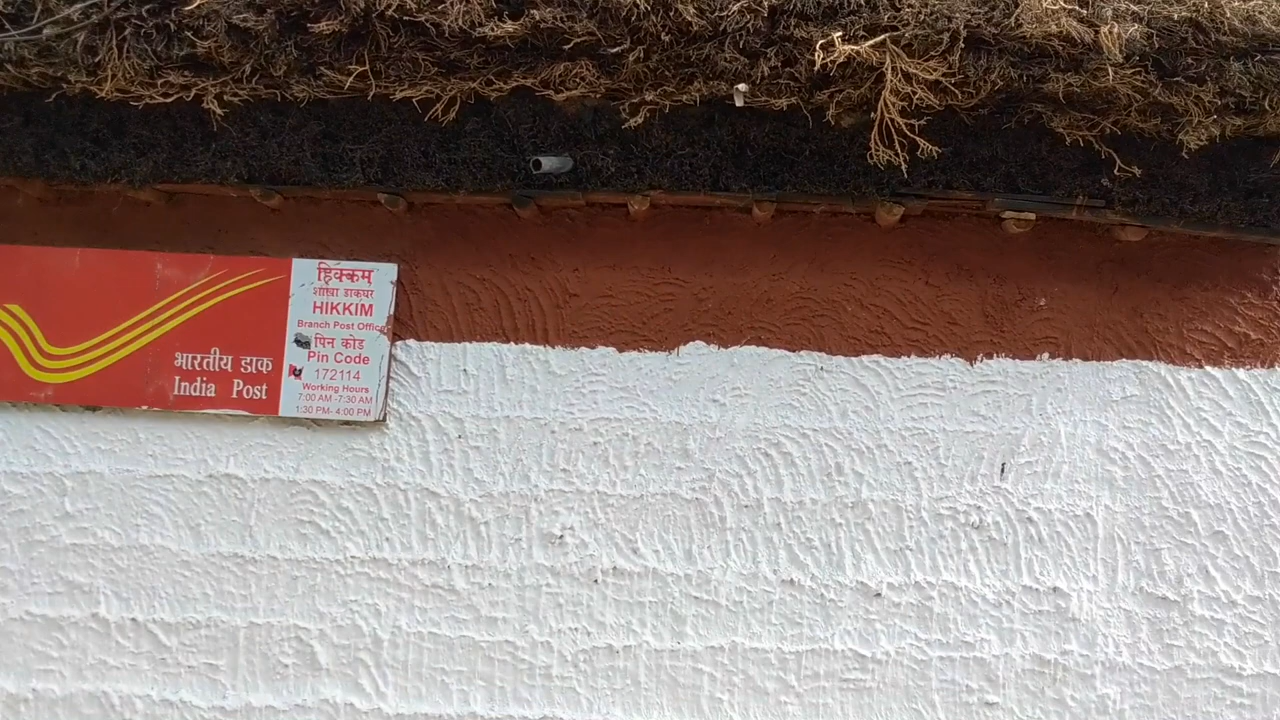 भारतीय डाक
India Post
हिक्कम
शाखा डाकघर
HIKKIM
Branch Post Office
पिन कोड
Pin Code
172114
Working Hours
7:00 AM -7:30 AM
1:30 PM- 4:00 PM